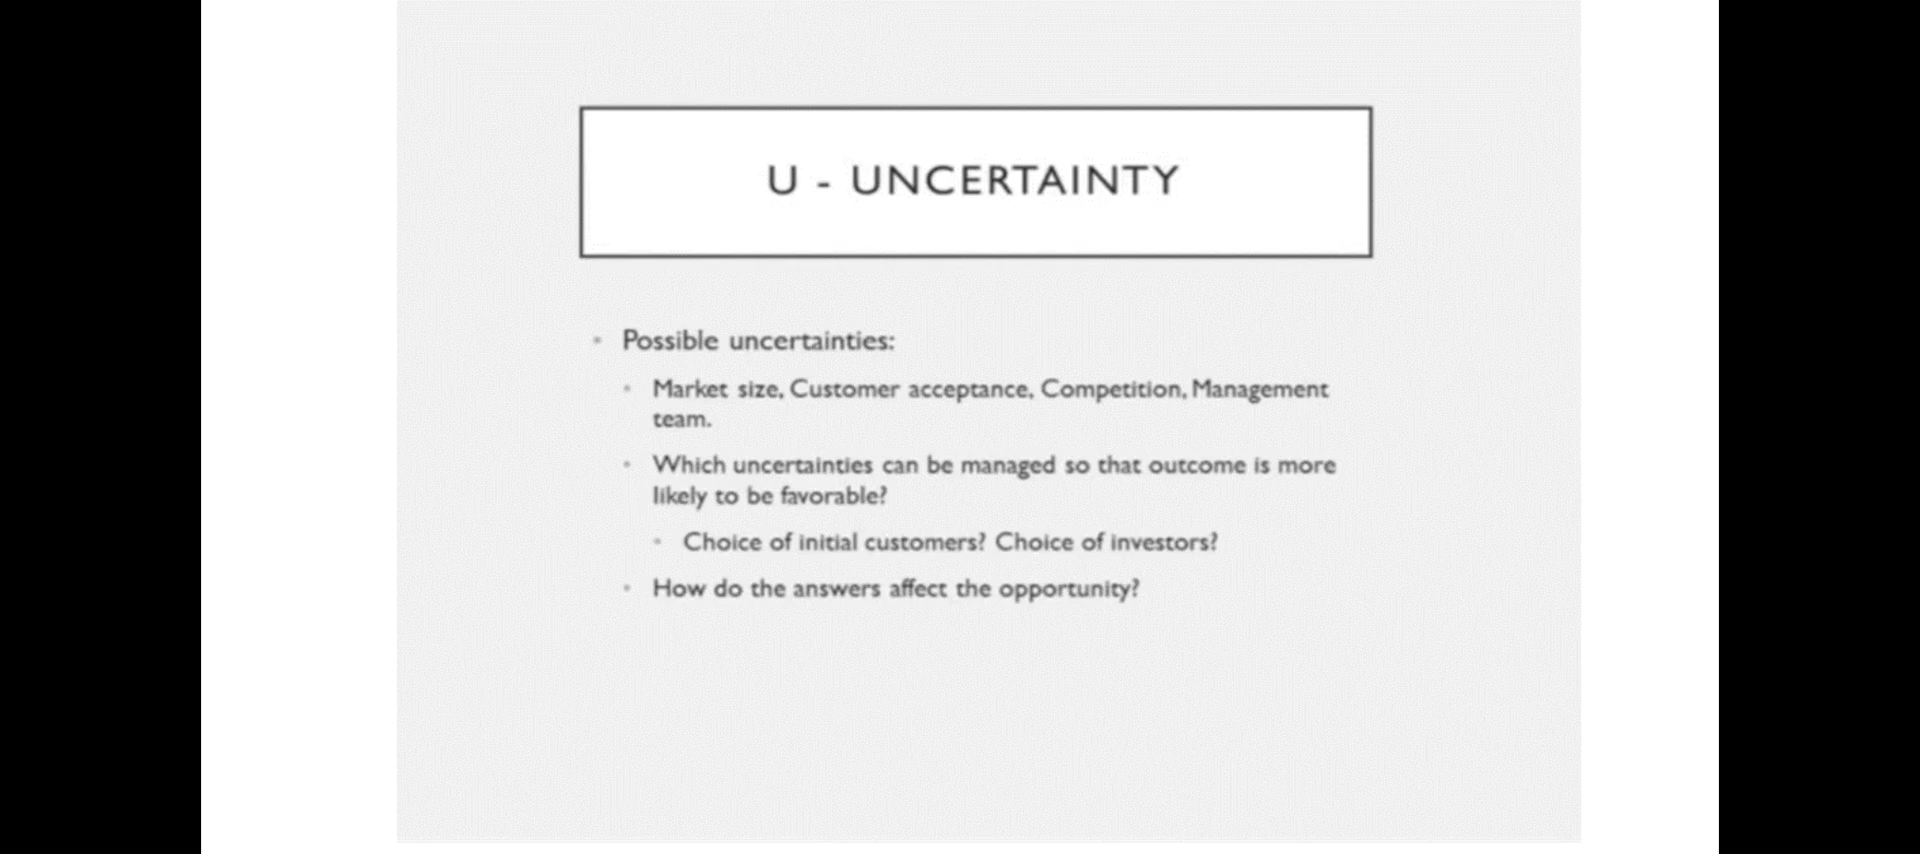 U - UNCERTAINTY
Possible uncertainties:
Market size, Customer acceptance, Competition, Management
team.
Which uncertainties can be managed so that outcome is more
likely to be favorable?
Choice of initial customers? Choice of investors?
How do the answers affect the opportunity?